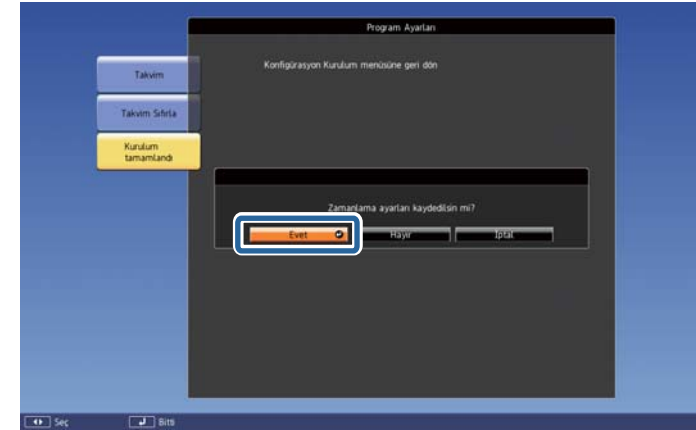 Program Ayarları
Konfigürasyon Kurulum menüsüne geri dön
Takvim
Takvim Sıfırla
Kurulum
tamamlandı
Zamanlama ayarları kaydedilsin mi?
Evet Hayır İptal
Seç Bitti